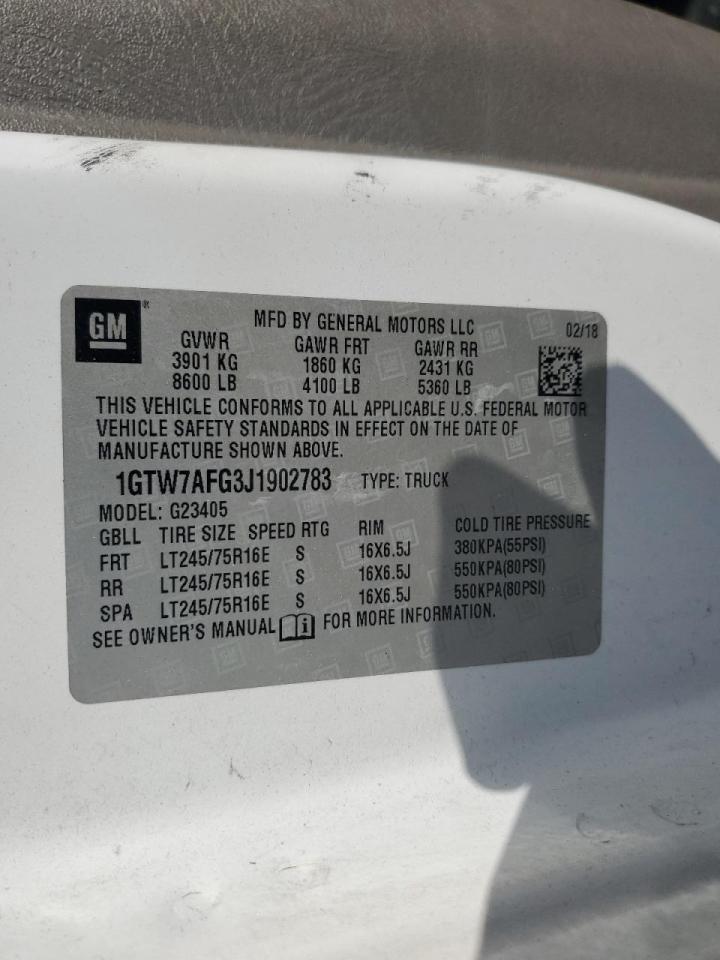 GM ®
MFD BY GENERAL MOTORS LLC 02/18
GVWR GAWR FRT GAWR RR
3901 KG 1860 KG 2431 KG
8600 LB 4100 LB 5360 LB
THIS VEHICLE CONFORMS TO ALL APPLICABLE U.S. FEDERAL MOTOR
VEHICLE SAFETY STANDARDS IN EFFECT ON THE DATE OF
MANUFACTURE SHOWN ABOVE.
1GTW7AFG3J1902783 TYPE: TRUCK
MODEL: G23405
GBLL TIRE SIZE SPEED RTG RIM COLD TIRE PRESSURE
FRT LT245/75R16E S 16X6.5J 380KPA(55PSI)
RR LT245/75R16E S 16X6.5J 550KPA(80PSI)
SPA LT245/75R16E S 16X6.5J 550KPA(80PSI)
SEE OWNER'S MANUAL i FOR MORE INFORMATION.